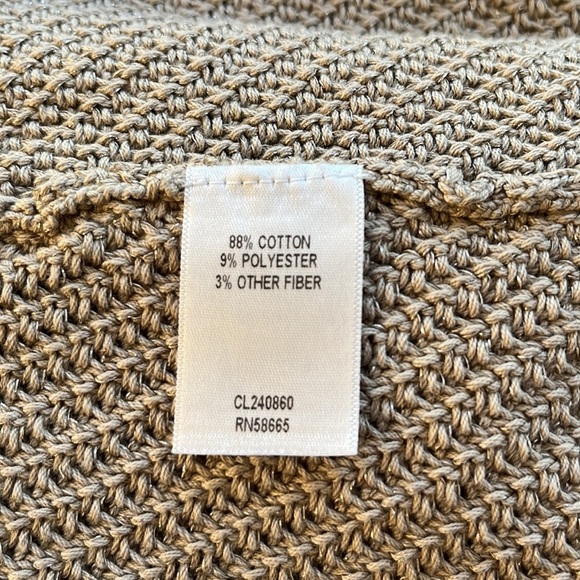 88% COTTON
9% POLYESTER
3% OTHER FIBER
CL240860
RN58665